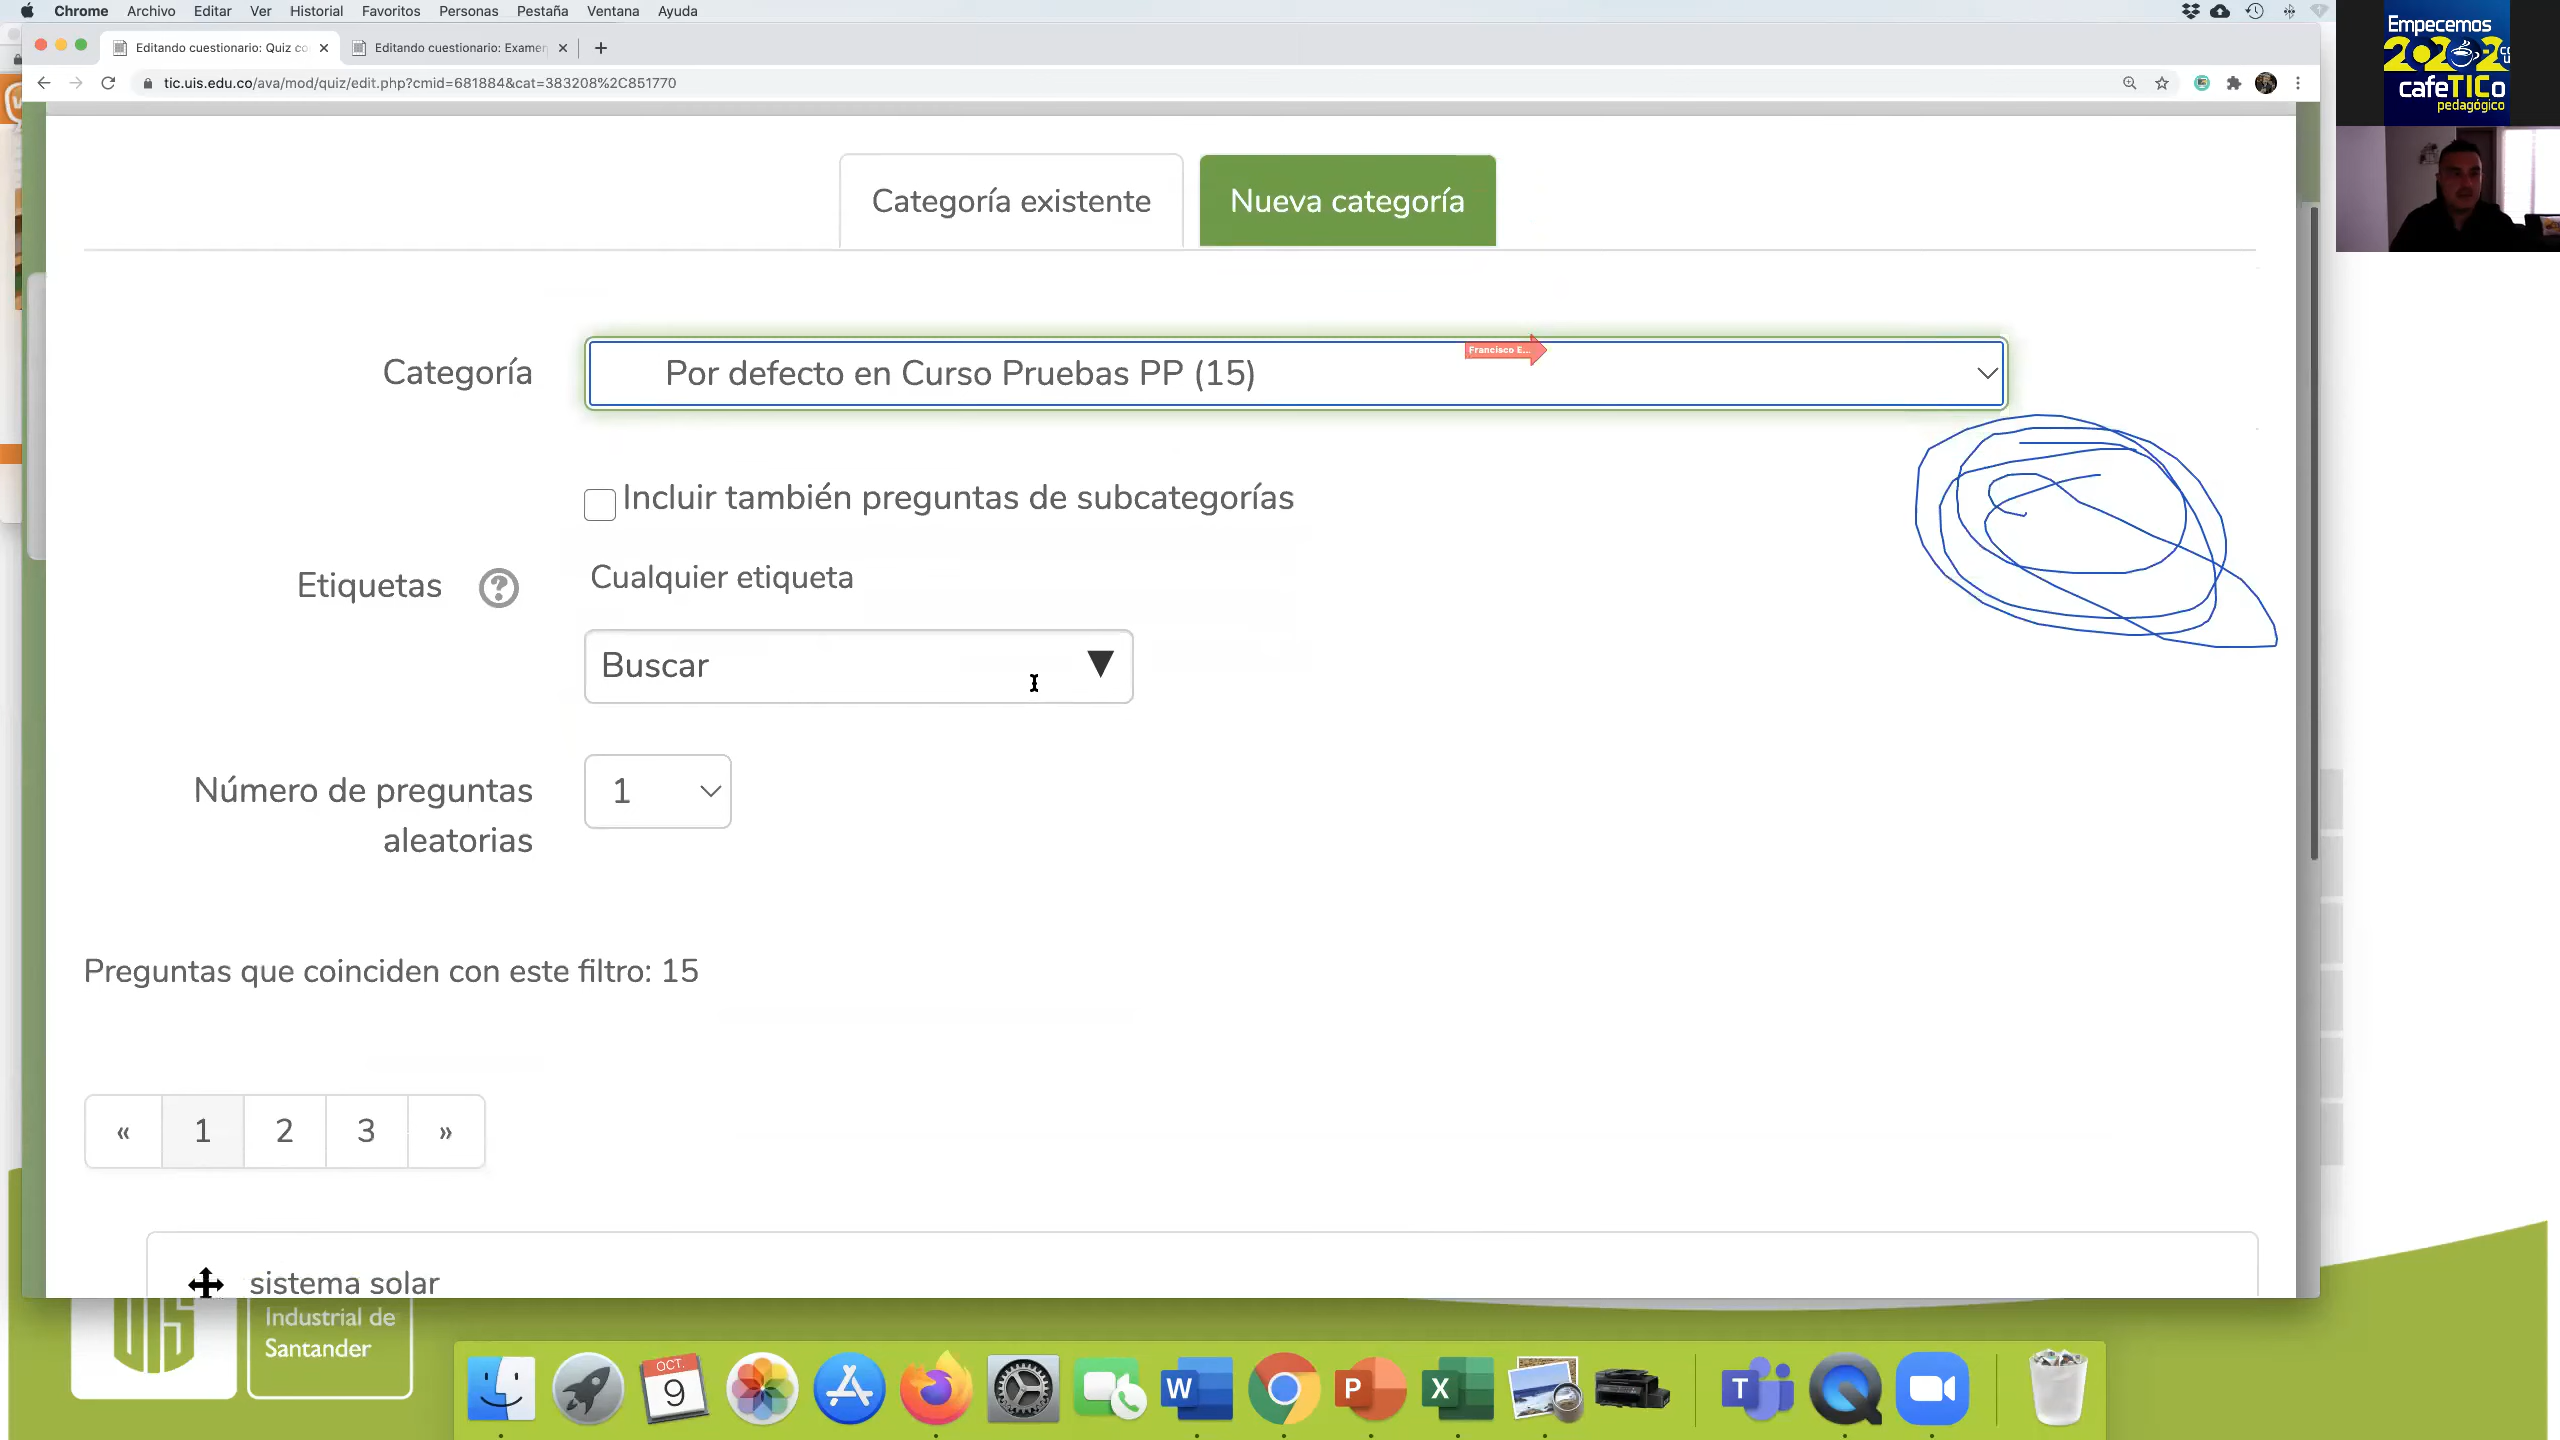 Chrome Archivo Editar Ver Historial Favoritos Personas Pestaña Ventana Ayuda
Editando cuestionario: Quiz co
Editando cuestionario: Examen
tic.uis.edu.co/ava/mod/quiz/edit.php?cmid=681884&cat=383208%2C851770
Empecemos
cafeTICo
pedagógico
Categoría existente
Nueva categoría
Categoría
Por defecto en Curso Pruebas PP (15)
Francisco E...
Incluir también preguntas de subcategorías
Etiquetas
Cualquier etiqueta
Buscar
Número de preguntas
aleatorias
1
Preguntas que coinciden con este filtro: 15
« 1 2 3 »
sistema solar
Industrial de
Santander
OCT.
9
W
P
X
T